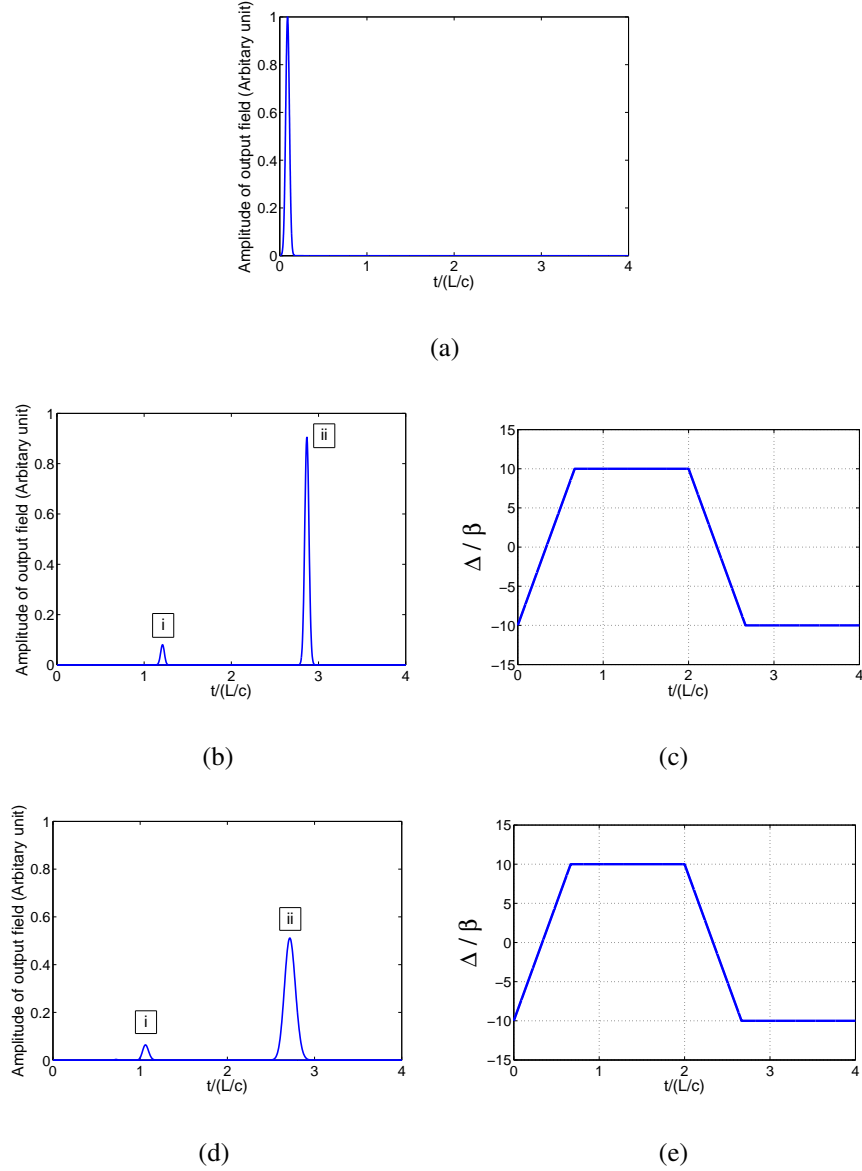 Amplitude of output field (Arbitary unit)
1
0.8
0.6
0.4
0.2
0
0 1 2 3 4
t/(L/c)
(a)
Amplitude of output field (Arbitary unit)
1
0.8
0.6
0.4
0.2
0
i
ii
0 1 2 3 4
t/(L/c)
(b)
Δ / β
15
10
5
0
−5
−10
−15
0 1 2 3 4
t/(L/c)
(c)
Amplitude of output field (Arbitary unit)
1
0.8
0.6
0.4
0.2
0
i
ii
0 1 2 3 4
t/(L/c)
(d)
Δ / β
15
10
5
0
−5
−10
−15
0 1 2 3 4
t/(L/c)
(e)